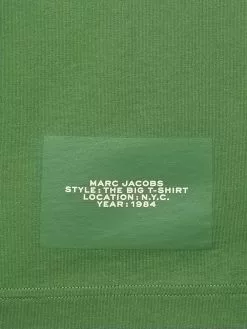 MARC JACOBS
STYLE: THE BIG T-SHIRT
LOCATION: N.Y.C.
YEAR: 1984